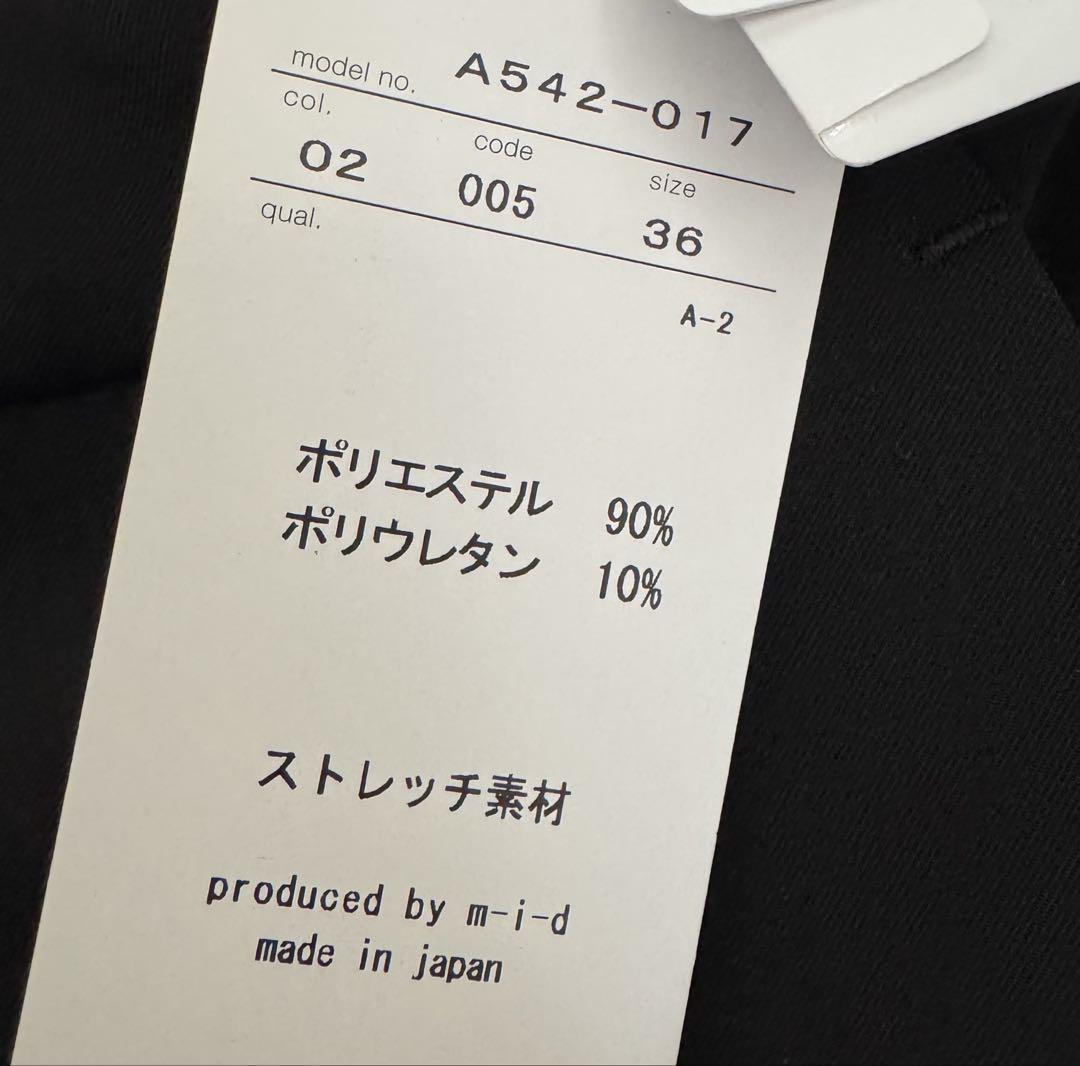 model no. A542-017
col. code size
02 005 36
qual.
A-2
ポリエステル 90%
ポリウレタン 10%
ストレッチ素材
produced by m-i-d
made in japan